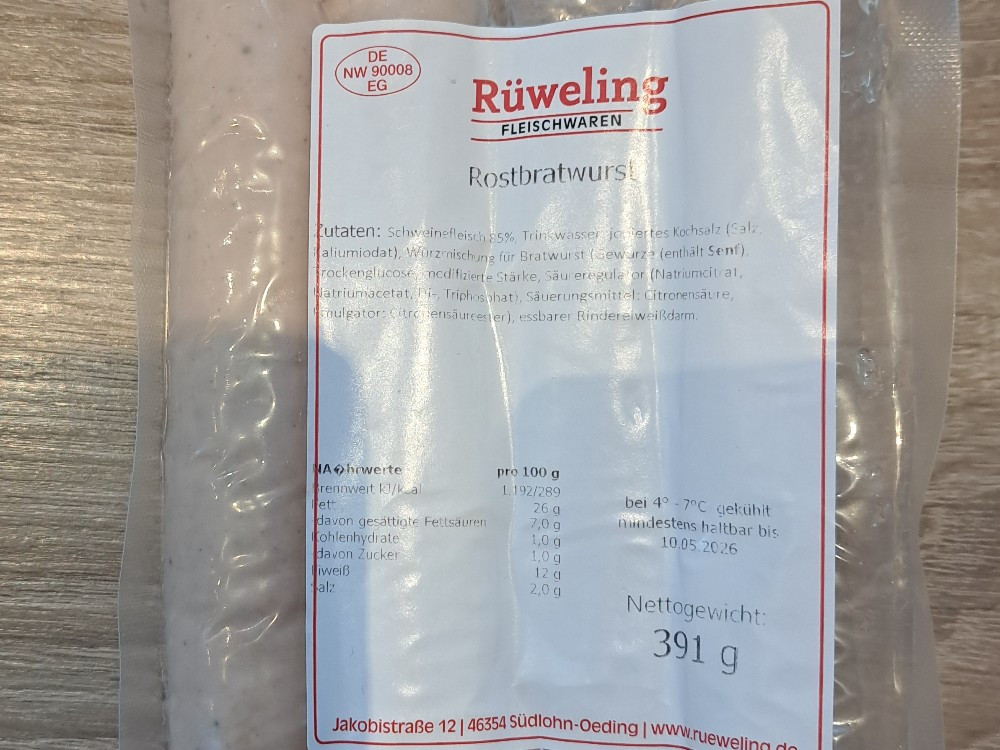 DE
NW 90008
EG
Rüweling
FLEISCHWAREN
Rostbratwurst
Zutaten: Schweinefleisch 85%, Trinkwasser, jodiertes Kochsalz (Salz,
Kaliumiodat), Würzmischung für Bratwurst (Gewürze (enthält Senf),
Trockenglucose, modifizierte Stärke, Säureregulator (Natriumcitrat,
Natriumacetat, Di-, Triphosphat), Säuerungsmittel: Citronensäure,
Emulgator: Citronensäureester), essbarer Rindereiweißdarm.
NA�hrwerte pro 100 g
Brennwert kJ/kcal 1.192/289
Fett 26 g
davon gesättigte Fettsäuren 7,0 g
Kohlenhydrate 1,0 g
davon Zucker 1,0 g
Eiweiß 12 g
Salz 2,0 g
bei 4° - 7°C gekühlt
mindestens haltbar bis
10.05.2026
Nettogewicht:
391 g
Jakobistraße 12 | 46354 Südlohn-Oeding | www.rueweling.de